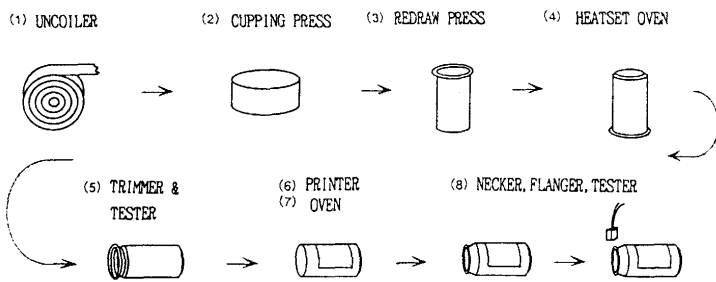 (1) UNCOILER
(2) CUPPING PRESS
(3) REDRAW PRESS
(4) HEATSET OVEN
(5) TRIMMER &
TESTER
(6) PRINTER
(7) OVEN
(8) NECKER, FLANGER, TESTER